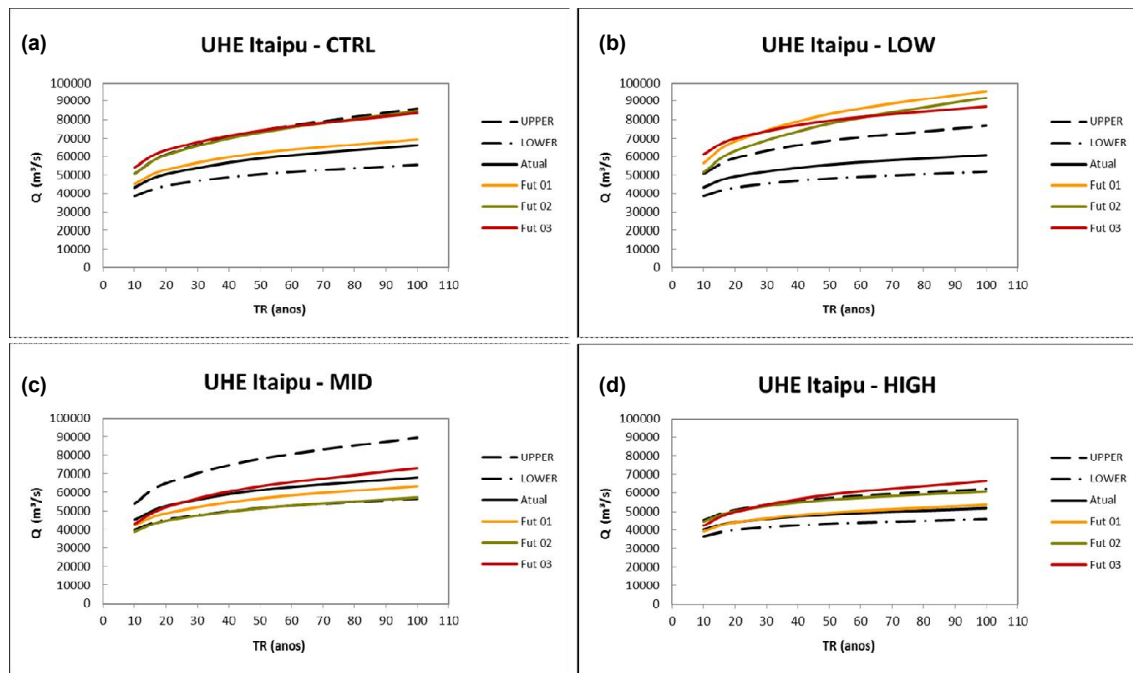 (a)
UHE Itaipu - CTRL
100000
90000
80000
70000
60000
50000
40000
30000
20000
10000
0
Q (m³/s)
0 10 20 30 40 50 60 70 80 90 100 110
TR (anos)
UPPER
LOWER
Atual
Fut 01
Fut 02
Fut 03
(b)
UHE Itaipu - LOW
100000
90000
80000
70000
60000
50000
40000
30000
20000
10000
0
Q (m³/s)
0 10 20 30 40 50 60 70 80 90 100 110
TR (anos)
UPPER
LOWER
Atual
Fut 01
Fut 02
Fut 03
(c)
UHE Itaipu - MID
100000
90000
80000
70000
60000
50000
40000
30000
20000
10000
0
Q (m³/s)
0 10 20 30 40 50 60 70 80 90 100 110
TR (anos)
UPPER
LOWER
Atual
Fut 01
Fut 02
Fut 03
(d)
UHE Itaipu - HIGH
100000
90000
80000
70000
60000
50000
40000
30000
20000
10000
0
Q (m³/s)
0 10 20 30 40 50 60 70 80 90 100 110
TR (anos)
UPPER
LOWER
Atual
Fut 01
Fut 02
Fut 03